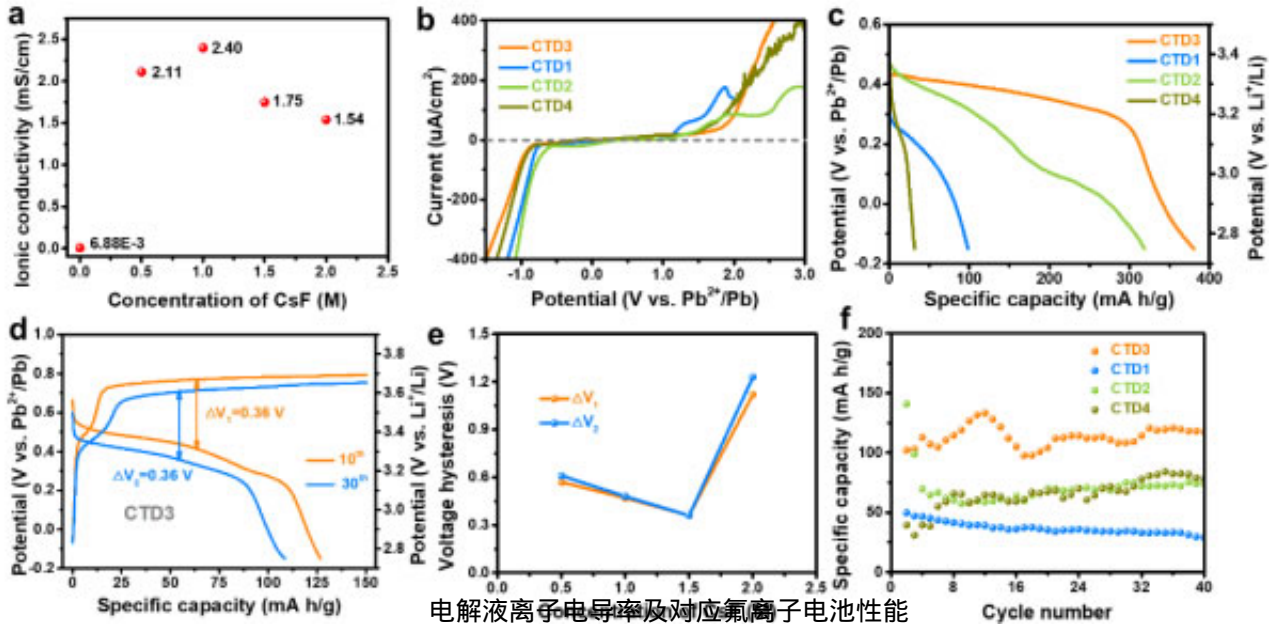 a
Ionic conductivity (mS/cm)
2.5
2.0
1.5
1.0
0.5
0.0
2.11
2.40
1.75
1.54
6.88E-3
0.0 0.5 1.0 1.5 2.0 2.5
Concentration of CsF (M)
b
Current (uA/cm²)
400
200
0
-200
-400
CTD3
CTD1
CTD2
CTD4
-1.0 0.0 1.0 2.0 3.0
Potential (V vs. Pb²⁺/Pb)
c
Potential (V vs. Pb²⁺/Pb)
0.6
0.4
0.2
0.0
-0.2
CTD3
CTD1
CTD2
CTD4
3.4
3.2
3.0
2.8
Potential (V vs. Li⁺/Li)
0 100 200 300 400
Specific capacity (mA h/g)
d
Potential (V vs. Pb²⁺/Pb)
1.0
0.8
0.6
0.4
0.2
0.0
-0.2
△V₁=0.36 V
△V₂=0.36 V
10th
30th
CTD3
3.8
3.6
3.4
3.2
3.0
2.8
Potential (V vs. Li⁺/Li)
0 25 50 75 100 125 150
Specific capacity (mA h/g)
e
Voltage hysteresis (V)
1.5
1.2
0.9
0.6
0.3
0.0
△V₁
△V₂
0.0 0.5 1.0 1.5 2.0 2.5
f
Specific capacity (mA h/g)
200
150
100
50
0
CTD3
CTD1
CTD2
CTD4
0 8 16 24 32 40
Cycle number
电解液离子电导率及对应氟离子电池性能